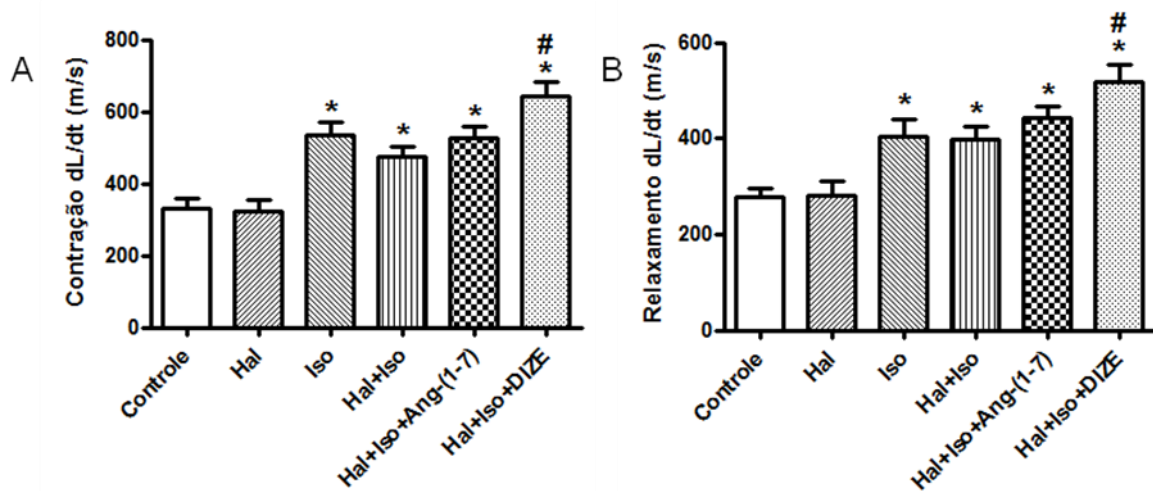 A
Contração dL/dt (m/s)
800
600
400
200
0
#
*
*
*
*
Controle
Hal
Iso
Hal+Iso
Hal+Iso+Ang-(1-7)
Hal+Iso+DIZE
B
Relaxamento dL/dt (m/s)
600
400
200
0
#
*
*
*
*
Controle
Hal
Iso
Hal+Iso
Hal+Iso+Ang-(1-7)
Hal+Iso+DIZE